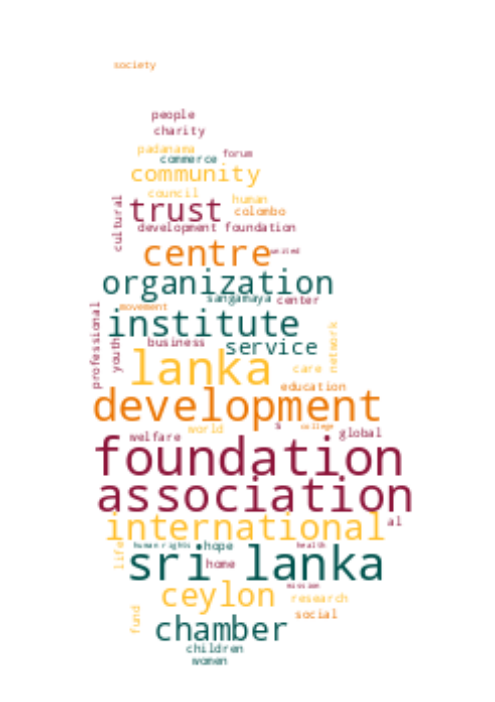 society
people
charity
padanama
commerce
forum
community
council
human
cultural
trust
colombo
development foundation
centre
united
organization
sangamaya
center
movement
professional
institute
youth
business
service
network
lanka
care
education
development
world
s
college
welfare
global
foundation
association
international
al
life
human rights
hope
health
sri lanka
home
mission
ceylon
research
fund
social
chamber
children
women